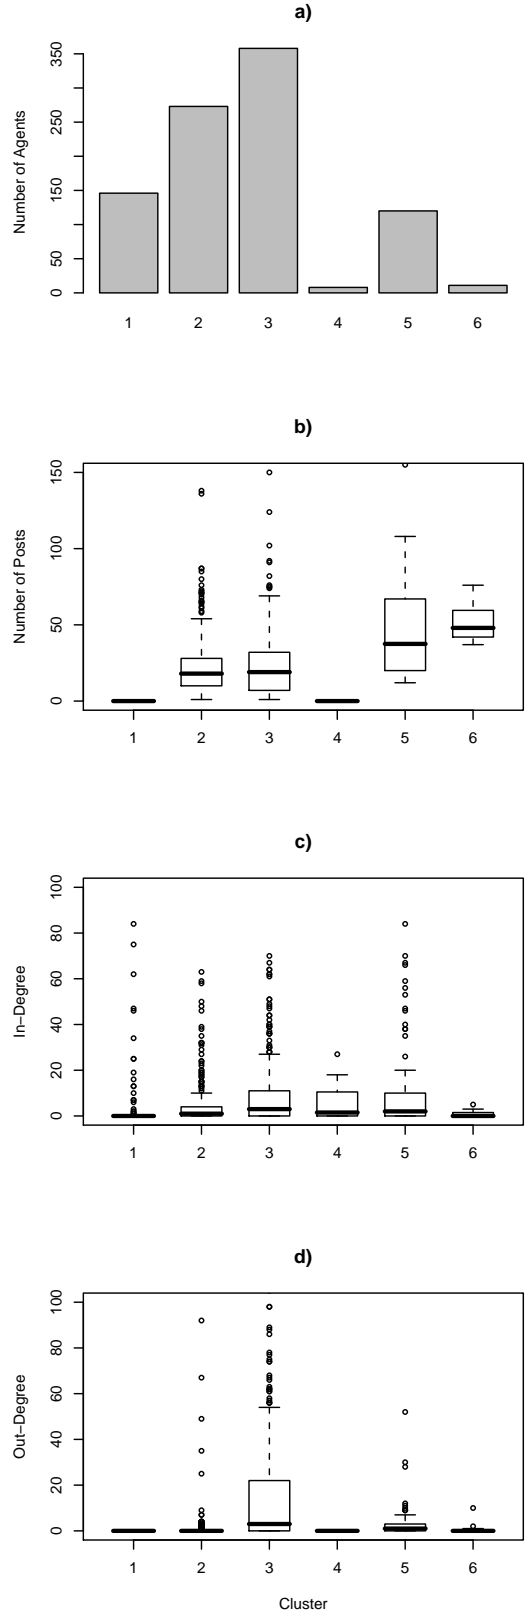 a)
Number of Agents
0 50 150 250 350
1 2 3 4 5 6
b)
Number of Posts
0 50 100 150
1 2 3 4 5 6
c)
In−Degree
0 20 40 60 80 100
1 2 3 4 5 6
d)
Out−Degree
0 20 40 60 80 100
1 2 3 4 5 6
Cluster